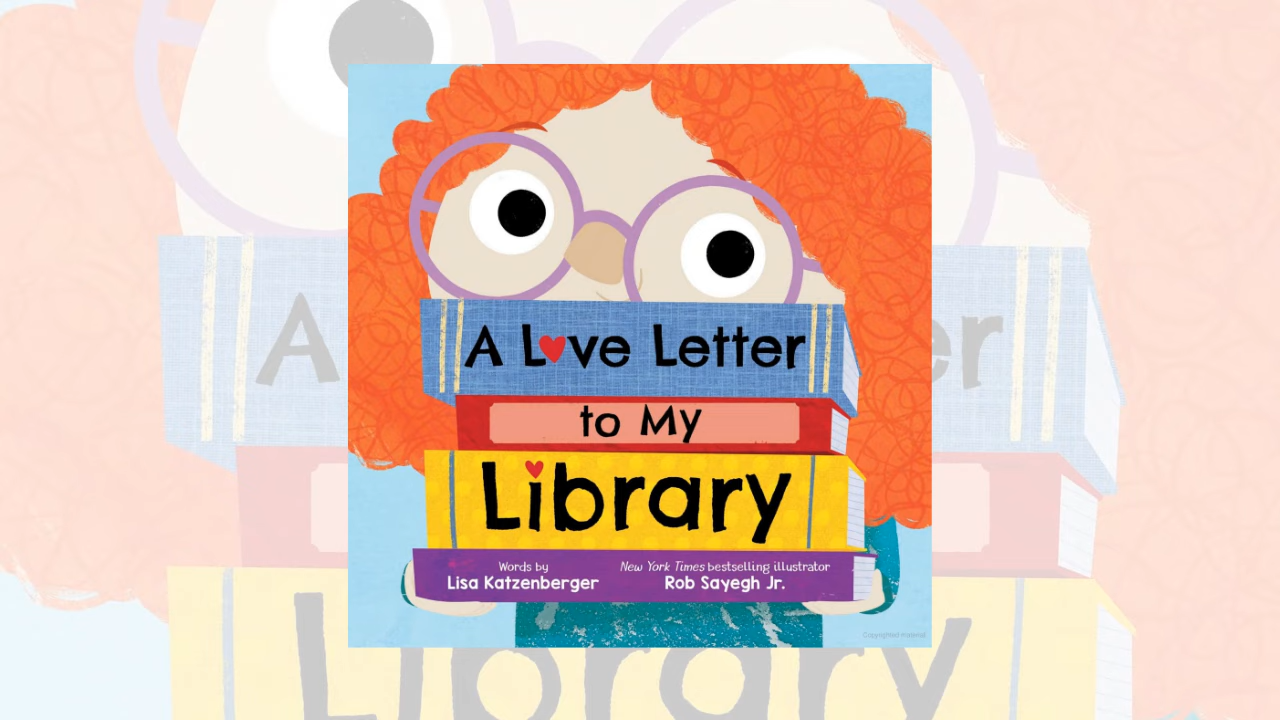 A Love Letter
to My
Library
Words by
Lisa Katzenberger
New York Times bestselling illustrator
Rob Sayegh Jr.
Copyrighted material